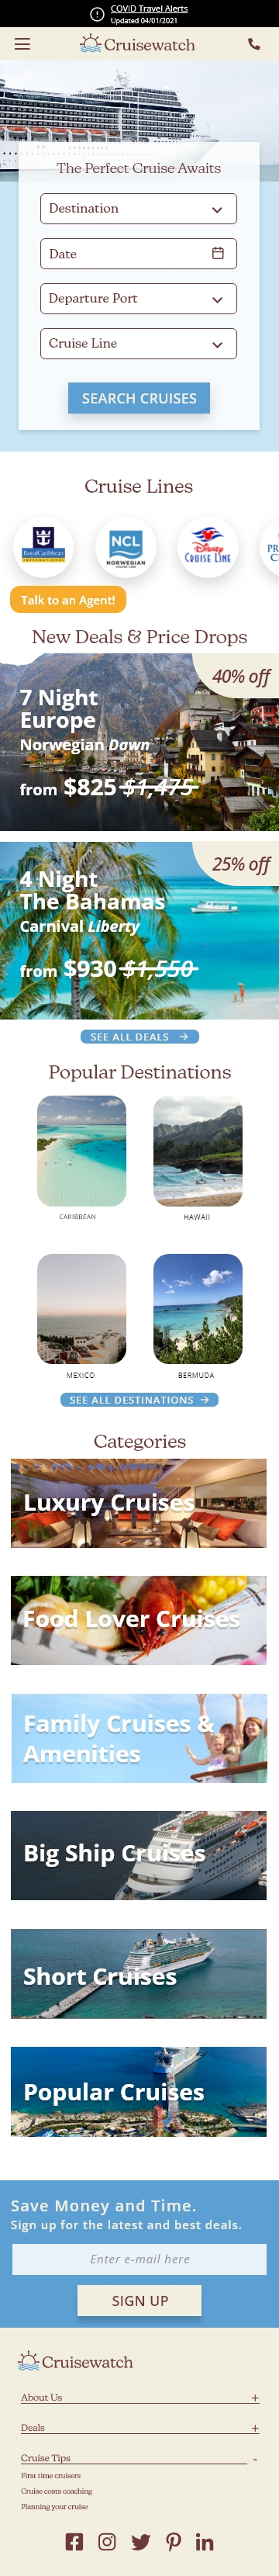 COVID Travel Alerts
Updated 04/01/2021
Cruisewatch
The Perfect Cruise Awaits
Destination
Date
Departure Port
Cruise Line
SEARCH CRUISES
Cruise Lines
RoyalCaribbean
INTERNATIONAL
NCL
NORWEGIAN
CRUISE LINE
Disney
CRUISE LINE
Talk to an Agent!
New Deals & Price Drops
40% off
7 Night
Europe
Norwegian Dawn
from $825 $1,475
25% off
4 Night
The Bahamas
Carnival Liberty
from $930 $1,550
SEE ALL DEALS →
Popular Destinations
CARIBBEAN
HAWAII
MEXICO
BERMUDA
SEE ALL DESTINATIONS →
Categories
Luxury Cruises
Food Lover Cruises
Family Cruises &
Amenities
Big Ship Cruises
Short Cruises
Popular Cruises
Save Money and Time.
Sign up for the latest and best deals.
Enter e-mail here
SIGN UP
Cruisewatch
About Us +
Deals +
Cruise Tips -
First time cruisers
Cruise costs coaching
Planning your cruise